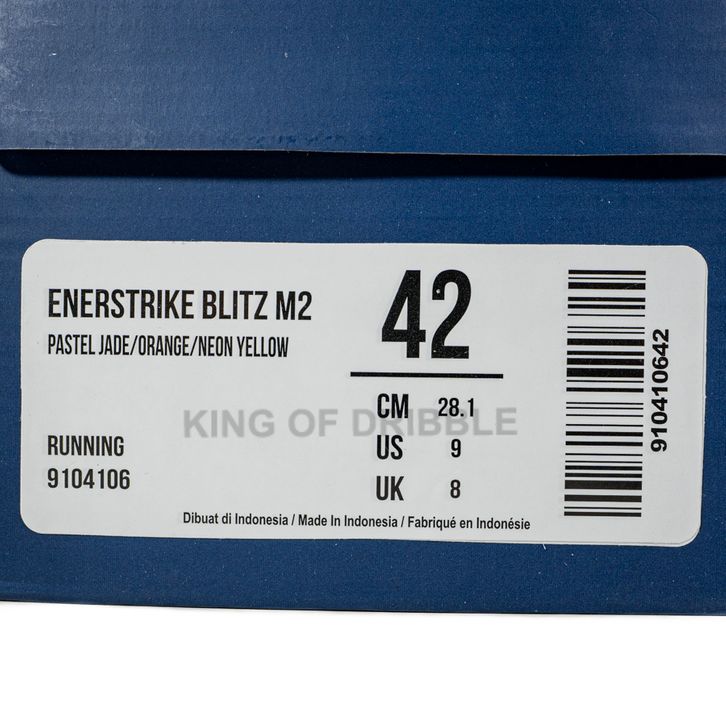 ENERSTRIKE BLITZ M2
PASTEL JADE/ORANGE/NEON YELLOW
42
CM 28.1
US 9
UK 8
KING OF DRIBBLE
RUNNING
9104106
Dibuat di Indonesia / Made In Indonesia / Fabriqué en Indonésie
910410642